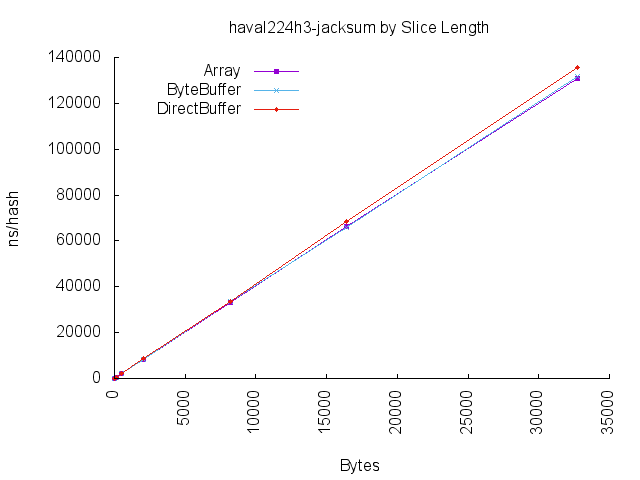 haval224h3-jacksum by Slice Length
140000
120000
100000
80000
60000
40000
20000
0
ns/hash
Array
ByteBuffer
DirectBuffer
0
5000
10000
15000
20000
25000
30000
35000
Bytes